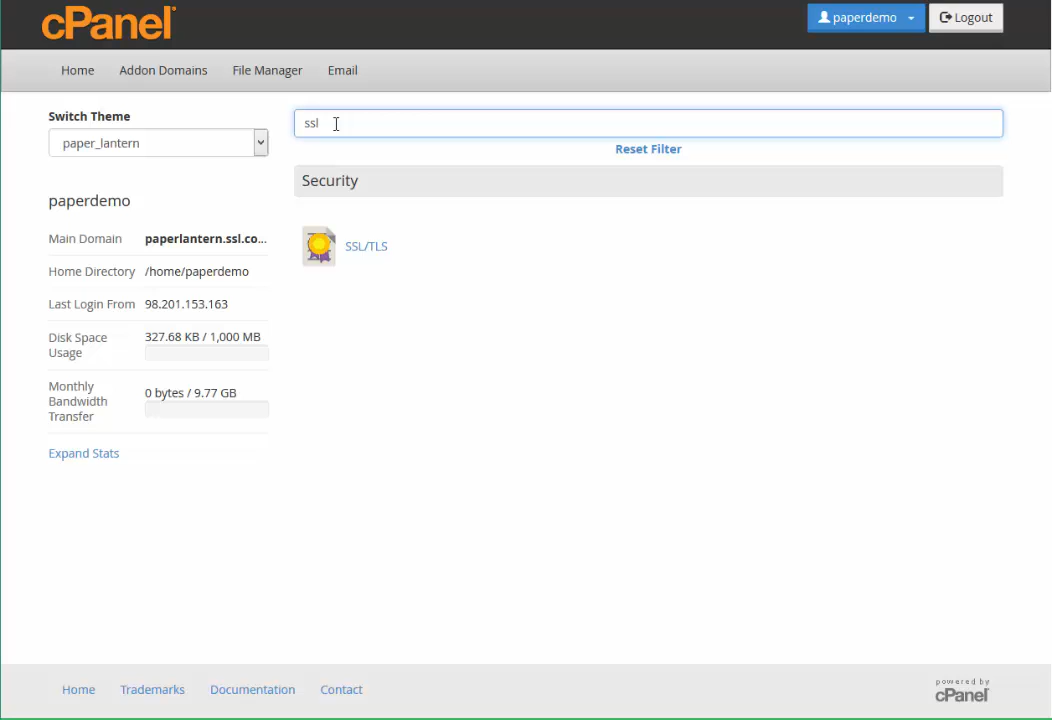 cPanel
paperdemo
Logout
Home Addon Domains File Manager Email
Switch Theme
paper_lantern
ssl
Reset Filter
Security
SSL/TLS
paperdemo
Main Domain paperlantern.ssl.co...
Home Directory /home/paperdemo
Last Login From 98.201.153.163
Disk Space
Usage
327.68 KB / 1,000 MB
Monthly
Bandwidth
Transfer
0 bytes / 9.77 GB
Expand Stats
Home Trademarks Documentation Contact
powered by
cPanel